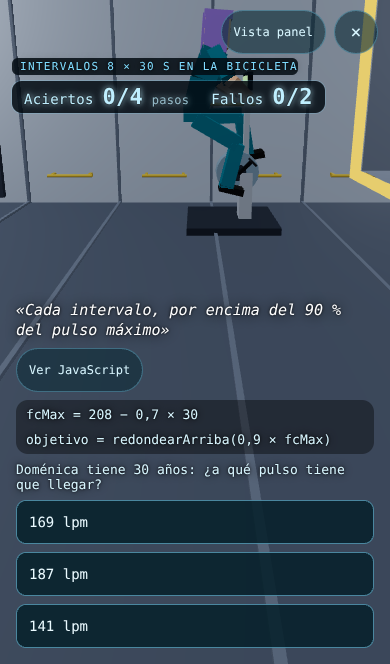 Vista panel
×
INTERVALOS 8 × 30 S EN LA BICICLETA
Aciertos 0/4 pasos Fallos 0/2
«Cada intervalo, por encima del 90 %
del pulso máximo»
Ver JavaScript
fcMax = 208 − 0,7 × 30
objetivo = redondearArriba(0,9 × fcMax)
Doménica tiene 30 años: ¿a qué pulso tiene
que llegar?
169 lpm
187 lpm
141 lpm